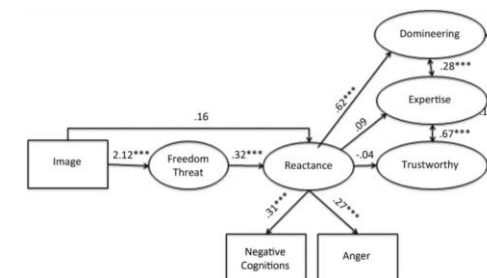 Domineering
.28***
.62***
Expertise
.1
.16
.09
.67***
Image
2.12***
Freedom
Threat
.32***
Reactance
-.04
Trustworthy
.31***
.27***
Negative
Cognitions
Anger